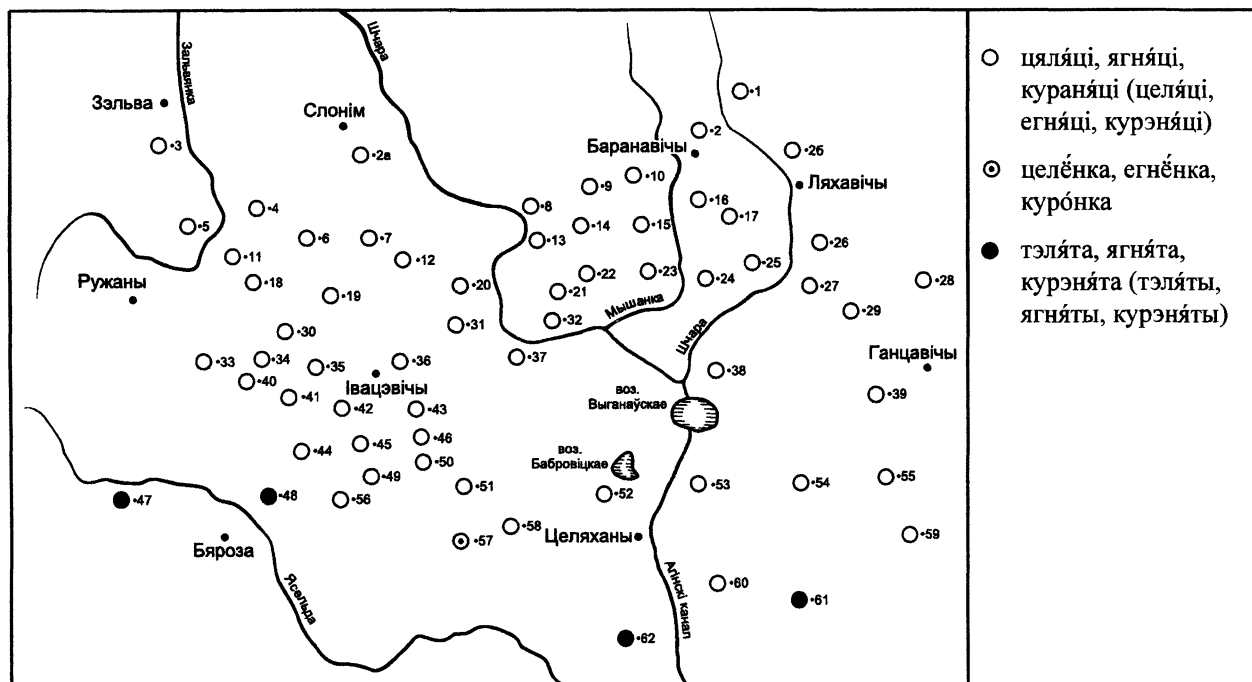 цяля́ці, ягня́ці,
кураня́ці (целя́ці,
егня́ці, курэня́ці)
целё́нка, егнё́нка,
куро́нка
тэля́та, ягня́та,
курэня́та (тэля́ты,
ягня́ты, курэня́ты)
Зальвянка
Шчара
•1
Зэльва
Слонім
•2
Баранавічы
•3
•2а
•26
•10
Ляхавічы
•9
•16
•4
•8
•17
•5
•14
•15
•6
•7
•13
•26
•11
•12
•25
•18
•22
•23
•24
•28
Ружаны
•19
•20
•21
•27
Мышанка
•29
•30
•31
•32
Шчара
•33
•34
•35
•36
•37
•38
Ганцавічы
•40
Івацэвічы
•39
•41
•42
•43
воз.
Выганаўскае
•44
•45
•46
воз.
Бабровіцкае
•49
•50
•47
•48
•56
•51
•52
•53
•54
•55
Бяроза
•57
•58
Целяханы
•59
Ясельда
Агінскі канал
•60
•61
•62